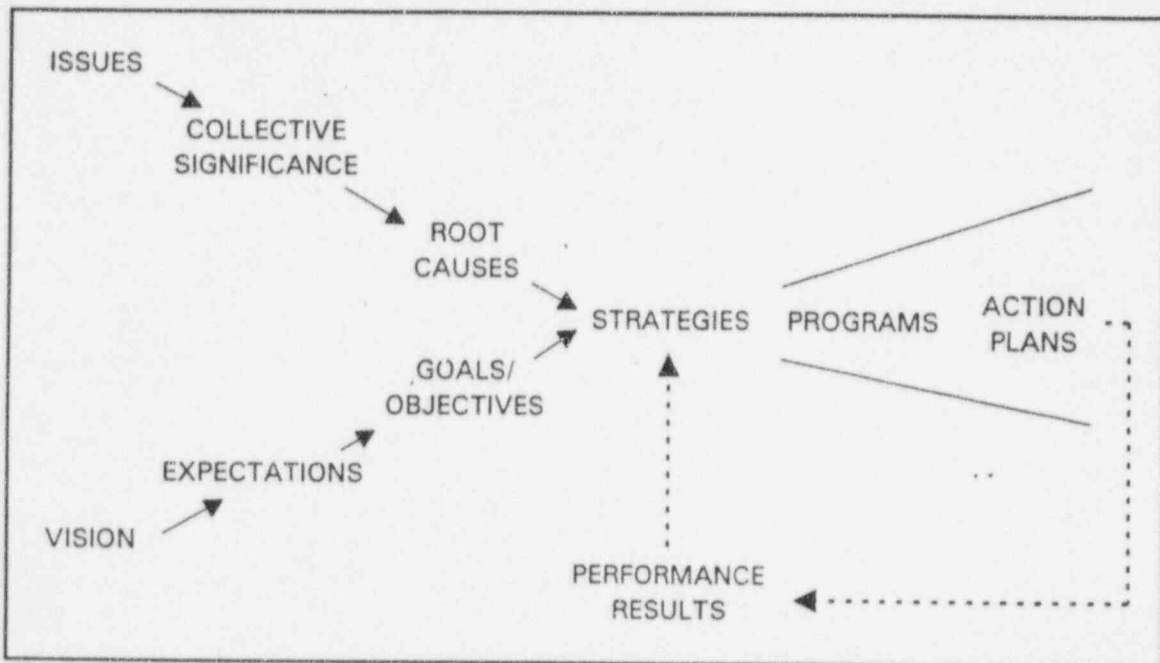 ISSUES
COLLECTIVE
SIGNIFICANCE
ROOT
CAUSES
STRATEGIES
PROGRAMS
ACTION
PLANS
GOALS/
OBJECTIVES
EXPECTATIONS
VISION
PERFORMANCE
RESULTS